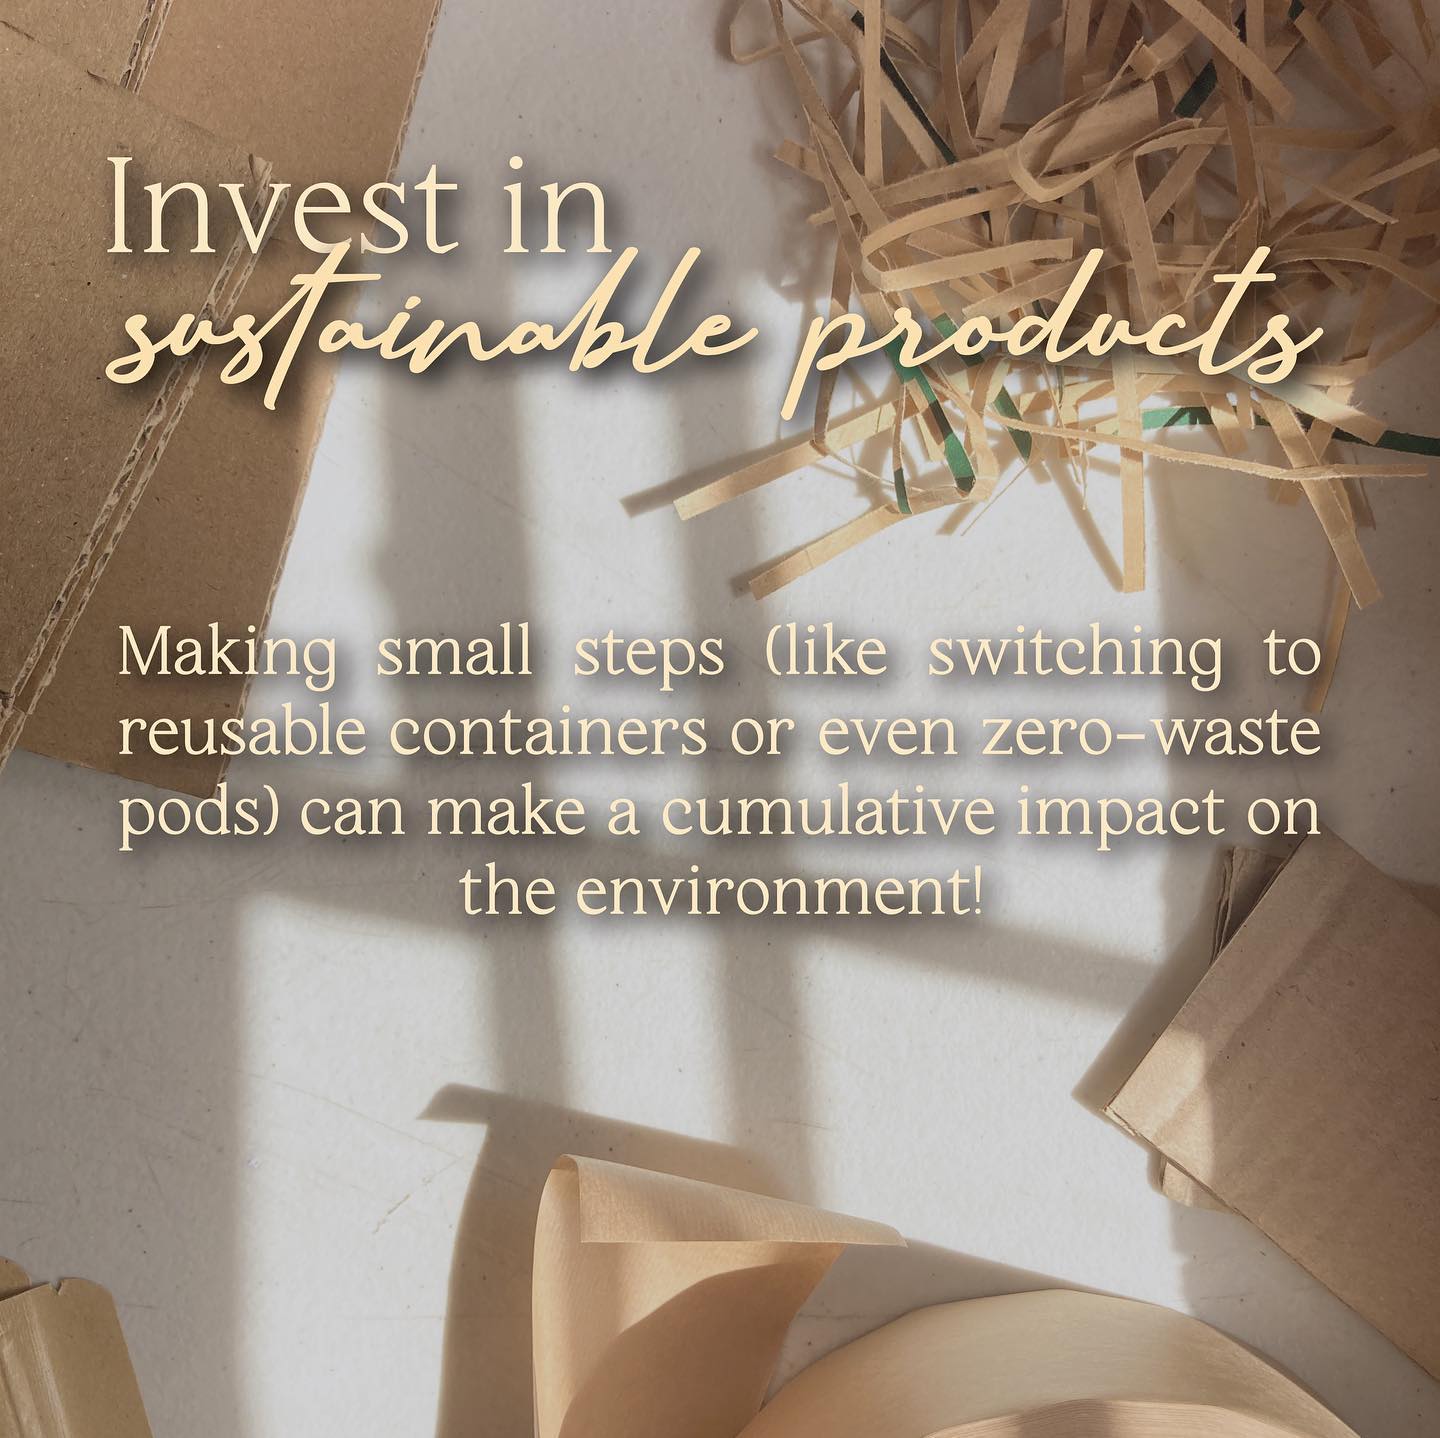 Invest in
sustainable products
Making small steps (like switching to
reusable containers or even zero-waste
pods) can make a cumulative impact on
the environment!